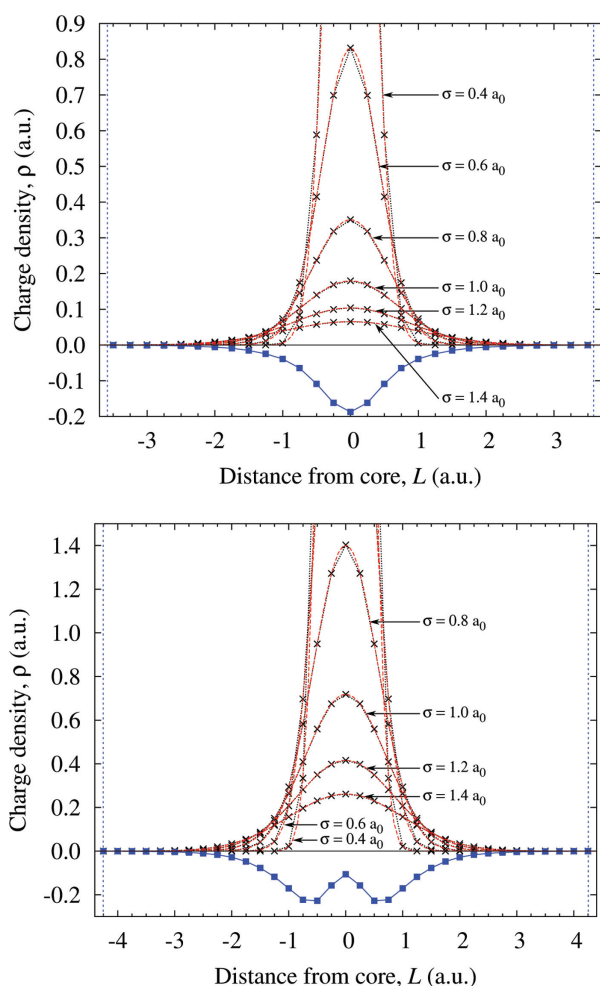 0.9
0.8
0.7
0.6
0.5
0.4
0.3
0.2
0.1
0.0
-0.1
-0.2
Charge density, ρ (a.u.)
σ = 0.4 a0
σ = 0.6 a0
σ = 0.8 a0
σ = 1.0 a0
σ = 1.2 a0
σ = 1.4 a0
-3 -2 -1 0 1 2 3
Distance from core, L (a.u.)
1.4
1.2
1.0
0.8
0.6
0.4
0.2
0.0
-0.2
Charge density, ρ (a.u.)
σ = 0.8 a0
σ = 1.0 a0
σ = 1.2 a0
σ = 1.4 a0
σ = 0.6 a0
σ = 0.4 a0
-4 -3 -2 -1 0 1 2 3 4
Distance from core, L (a.u.)